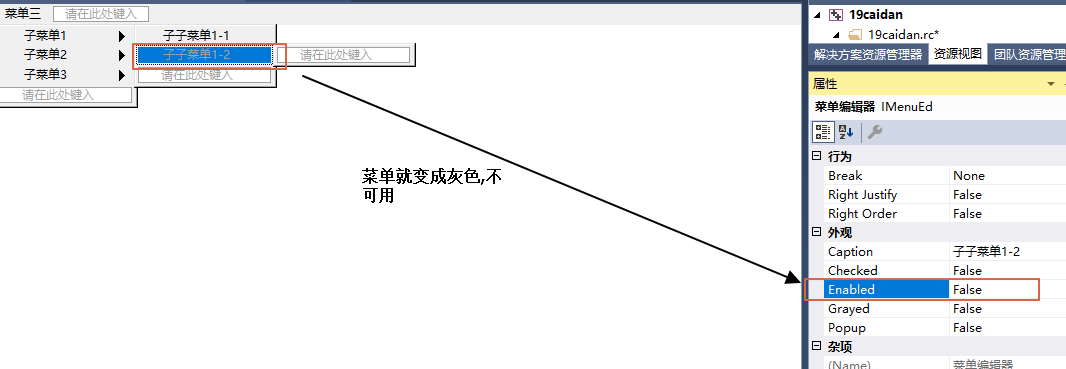 菜单三 请在此处键入
子菜单1 子子菜单1-1
子菜单2 子子菜单1-2 请在此处键入
子菜单3 请在此处键入
请在此处键入
菜单就变成灰色,不
可用
19caidan
19caidan.rc*
解决方案资源管理器 资源视图 团队资源管理
属性
菜单编辑器 IMenuEd
行为
Break None
Right Justify False
Right Order False
外观
Caption 子子菜单1-2
Checked False
Enabled False
Grayed False
Popup False
杂项
(Name) 菜单编辑器